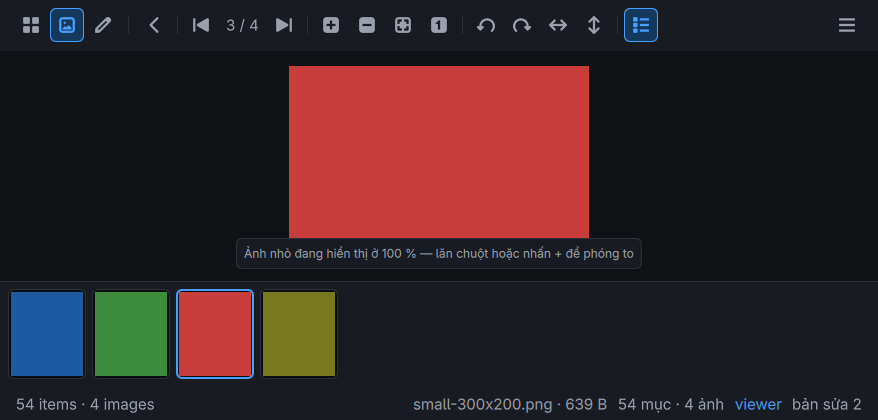 3 / 4
1
Ảnh nhỏ đang hiển thị ở 100 % — lăn chuột hoặc nhấn + để phóng to
54 items · 4 images
small-300x200.png · 639 B 54 mục · 4 ảnh viewer bản sửa 2